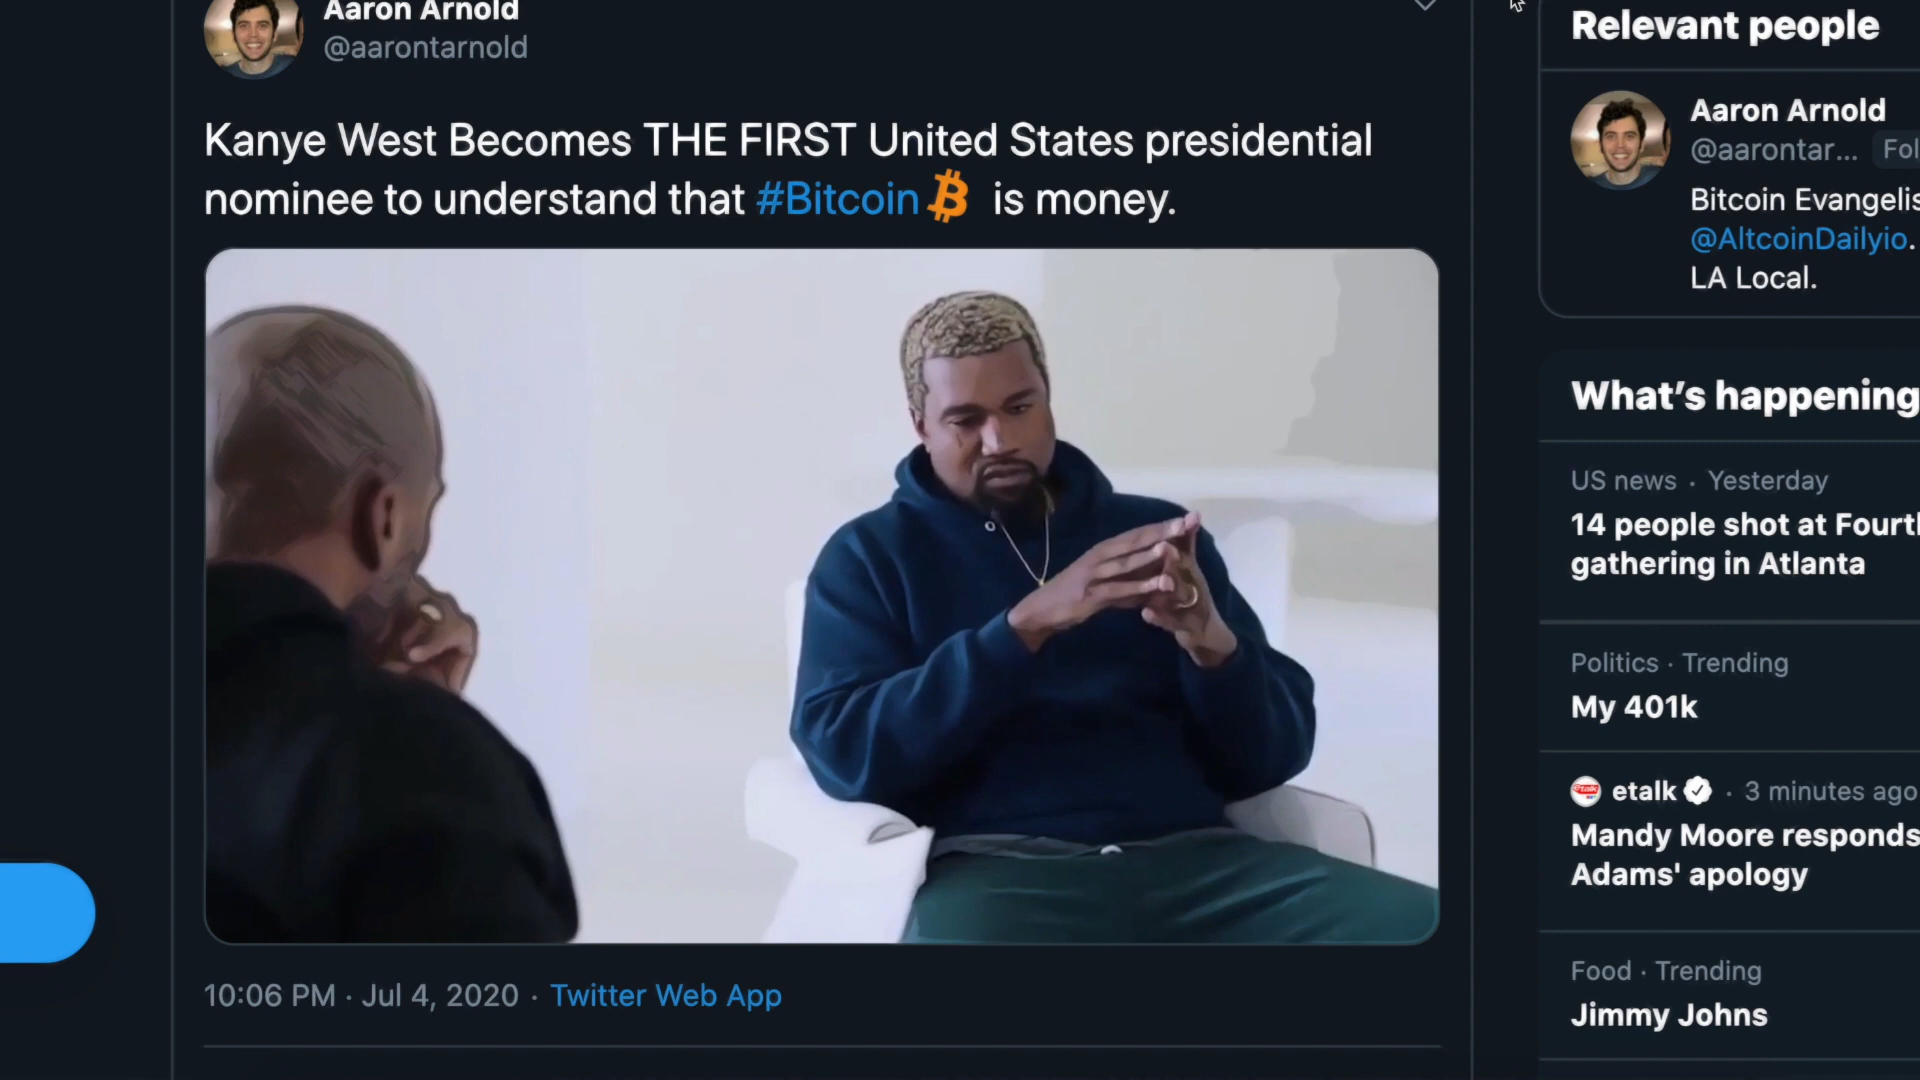 Aaron Arnold
@aarontarnold
Kanye West Becomes THE FIRST United States presidential
nominee to understand that #Bitcoin is money.
10:06 PM · Jul 4, 2020 · Twitter Web App
Relevant people
Aaron Arnold
@aarontar...
Fol
Bitcoin Evangelis
@AltcoinDailyio.
LA Local.
What's happening
US news · Yesterday
14 people shot at Fourth
gathering in Atlanta
Politics · Trending
My 401k
etalk · 3 minutes ago
Mandy Moore responds
Adams' apology
Food · Trending
Jimmy Johns